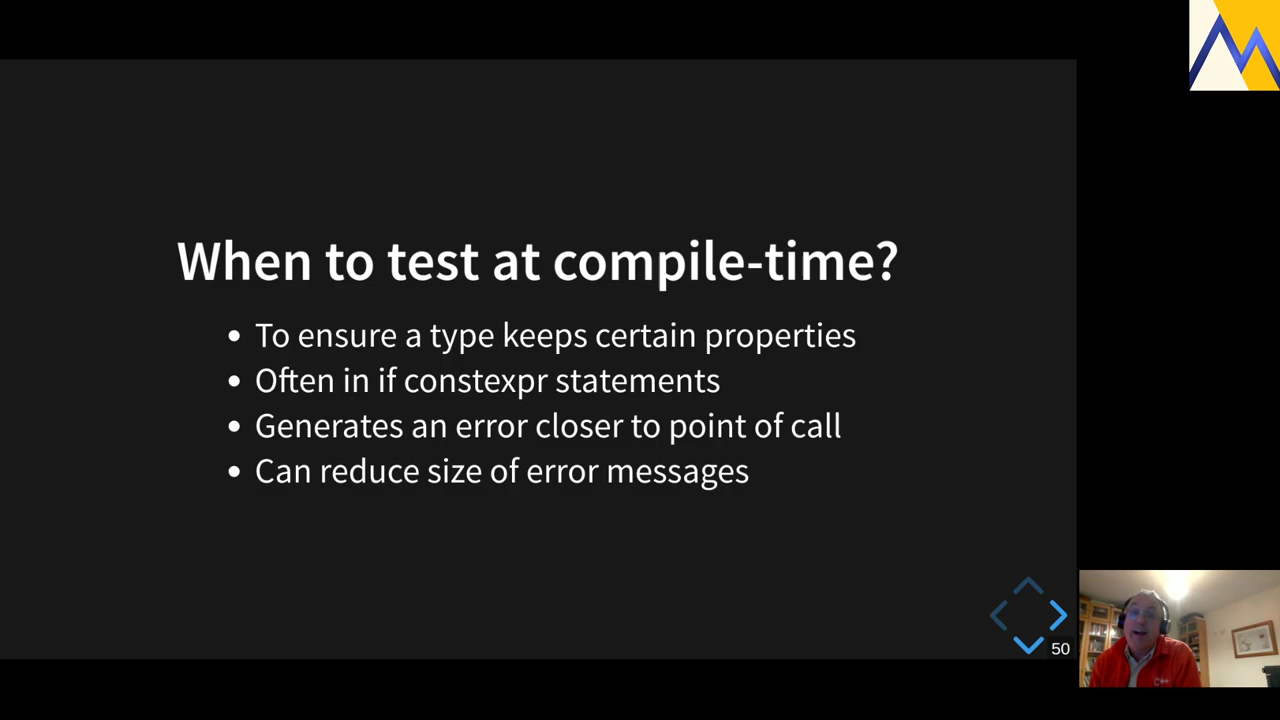 When to test at compile-time?
To ensure a type keeps certain properties
Often in if constexpr statements
Generates an error closer to point of call
Can reduce size of error messages
50
C++